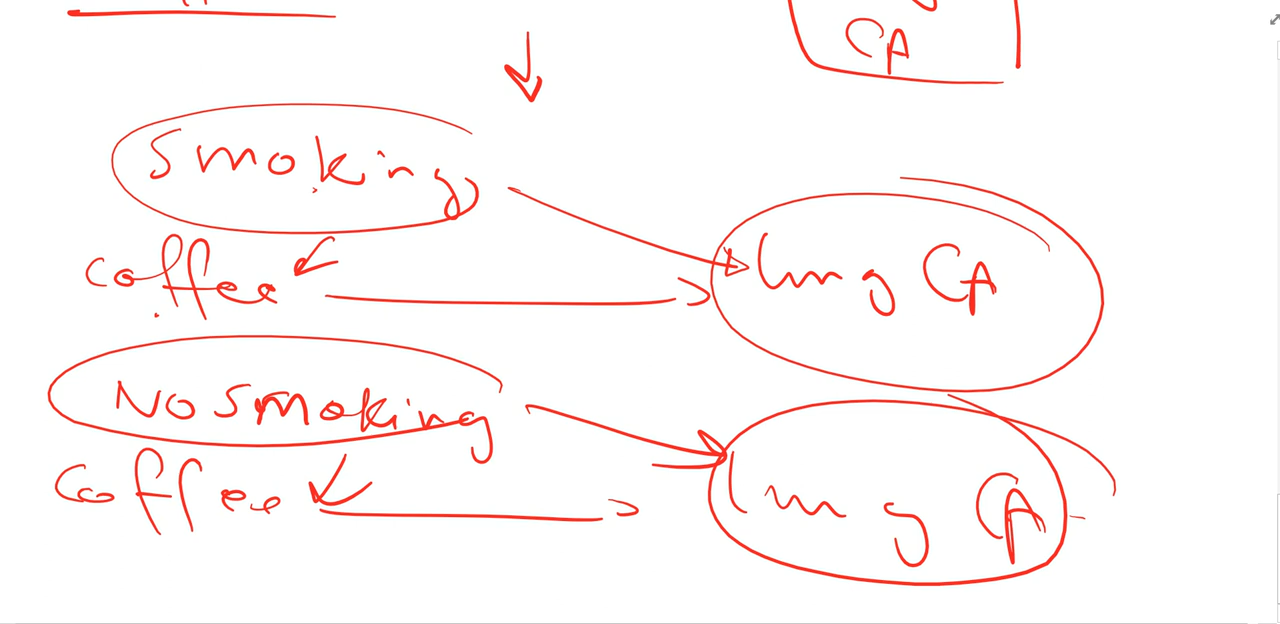 CA
Smoking
coffee
lung CA
No smoking
Coffee
lung CA